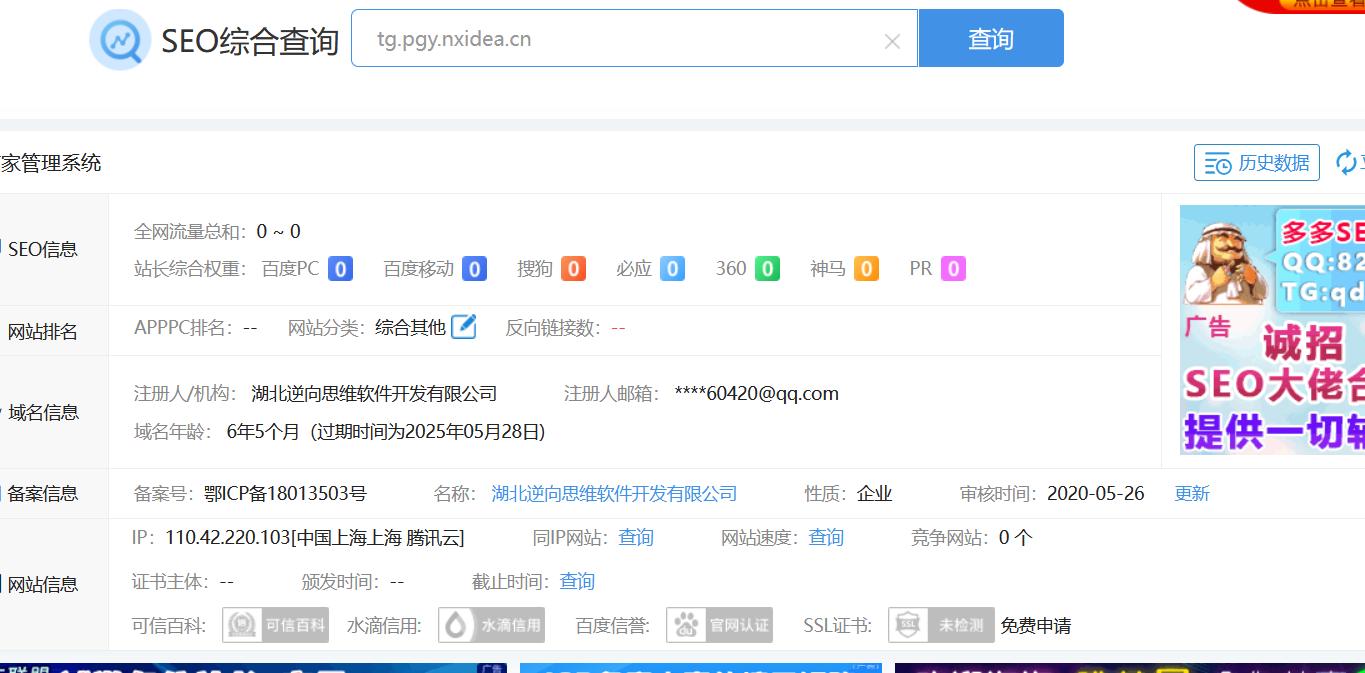 点击查看
SEO综合查询
tg.pgy.nxidea.cn
查询
家管理系统
历史数据
SEO信息
全网流量总和：0 ~ 0
站长综合权重：百度PC 0 百度移动 0 搜狗 0 必应 0 360 0 神马 0 PR 0
网站排名
APPPC排名：-- 网站分类：综合其他 反向链接数：--
域名信息
注册人/机构：湖北逆向思维软件开发有限公司 注册人邮箱：****60420@qq.com
域名年龄：6年5个月（过期时间为2025年05月28日）
备案信息
备案号：鄂ICP备18013503号 名称：湖北逆向思维软件开发有限公司 性质：企业 审核时间：2020-05-26 更新
网站信息
IP：110.42.220.103[中国上海上海 腾讯云] 同IP网站：查询 网站速度：查询 竞争网站：0 个
证书主体：-- 颁发时间：-- 截止时间：查询
可信百科: 可信百科 水滴信用: 水滴信用 百度信誉: du 官网认证 SSL证书: SSL 未检测 免费申请
多多SE
QQ:82
TG:qd
广告
诚招
SEO大佬合
提供一切
联盟
广告